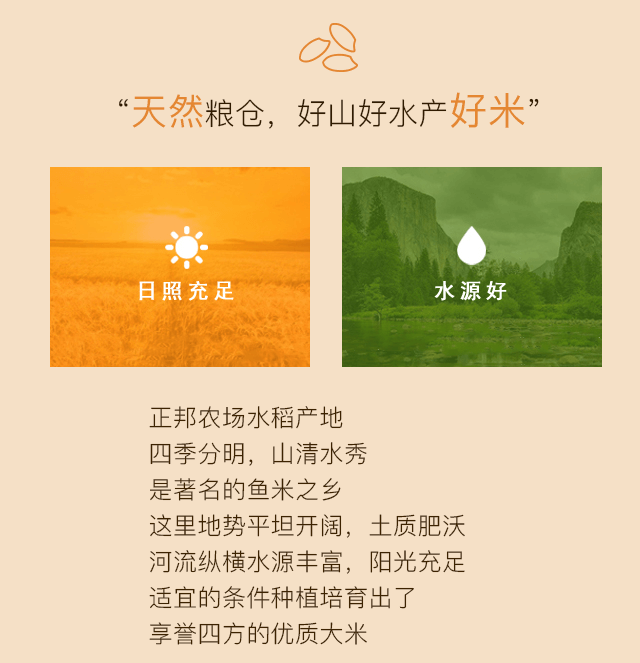 “天然粮仓，好山好水产好米”
日照充足
水源好
正邦农场水稻产地
四季分明，山清水秀
是著名的鱼米之乡
这里地势平坦开阔，土质肥沃
河流纵横水源丰富，阳光充足
适宜的条件种植培育出了
享誉四方的优质大米